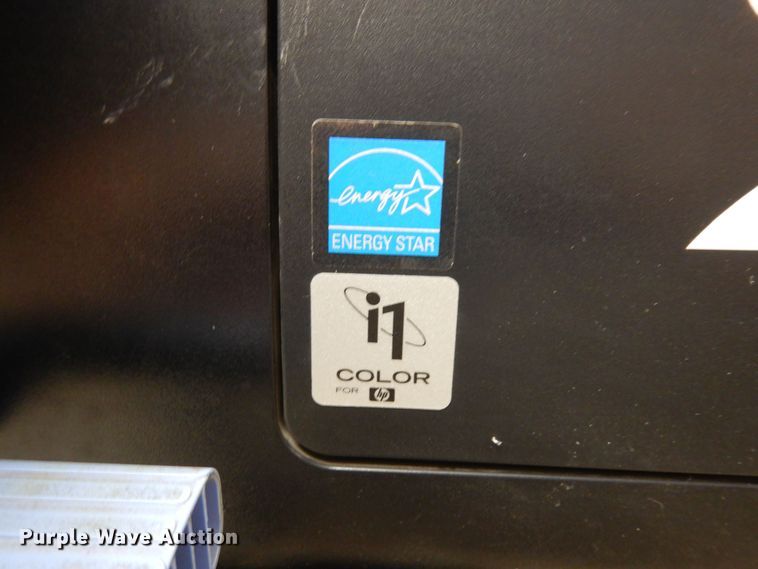 energy
ENERGY STAR
i1
COLOR
FOR hp
Purple Wave Auction